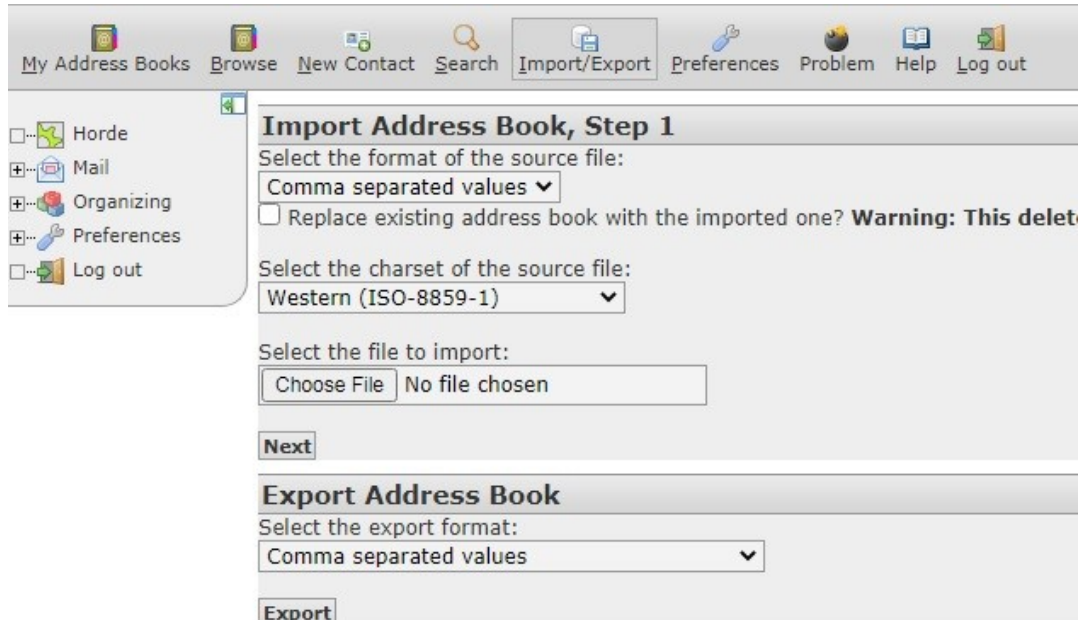 My Address Books Browse New Contact Search Import/Export Preferences Problem Help Log out
Horde
Mail
Organizing
Preferences
Log out
Import Address Book, Step 1
Select the format of the source file:
Comma separated values
Replace existing address book with the imported one? Warning: This delete
Select the charset of the source file:
Western (ISO-8859-1)
Select the file to import:
Choose File No file chosen
Next
Export Address Book
Select the export format:
Comma separated values
Export